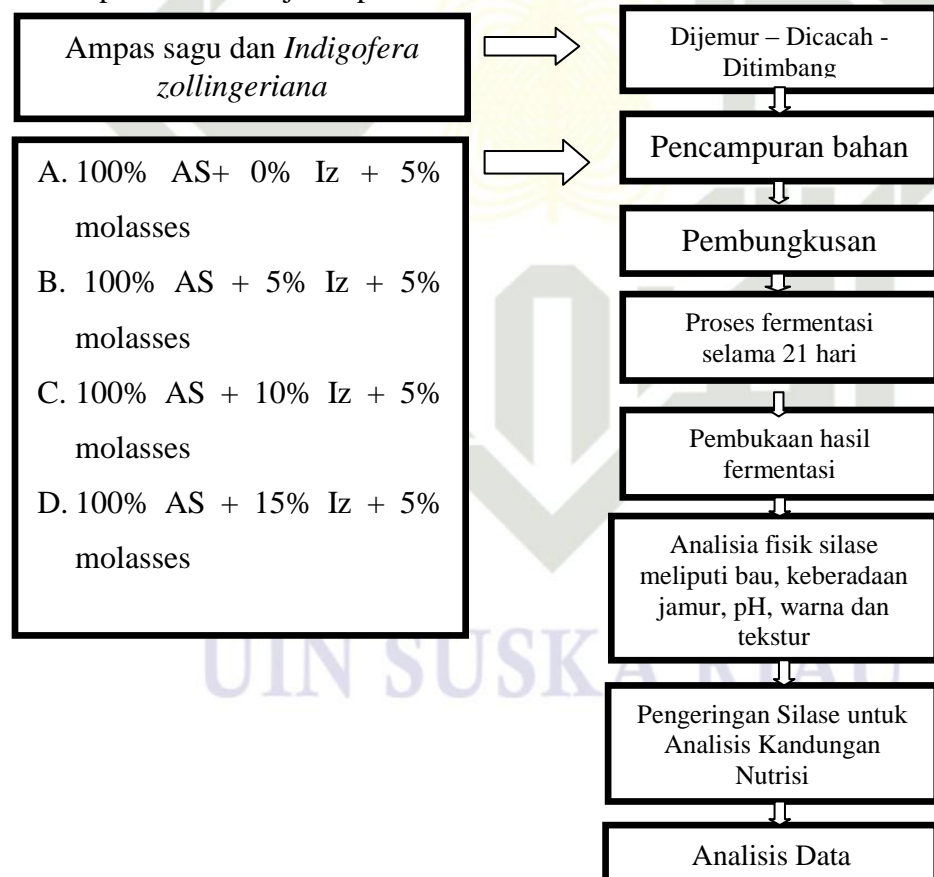 Ampas sagu dan Indigofera
zollingeriana
Dijemur – Dicacah -
Ditimbang
A. 100% AS+ 0% Iz + 5%
molasses
B. 100% AS + 5% Iz + 5%
molasses
C. 100% AS + 10% Iz + 5%
molasses
D. 100% AS + 15% Iz + 5%
molasses
Pencampuran bahan
Pembungkusan
Proses fermentasi
selama 21 hari
Pembukaan hasil
fermentasi
Analisia fisik silase
meliputi bau, keberadaan
jamur, pH, warna dan
tekstur
UIN SUSKA RIAU
Pengeringan Silase untuk
Analisis Kandungan
Nutrisi
Analisis Data